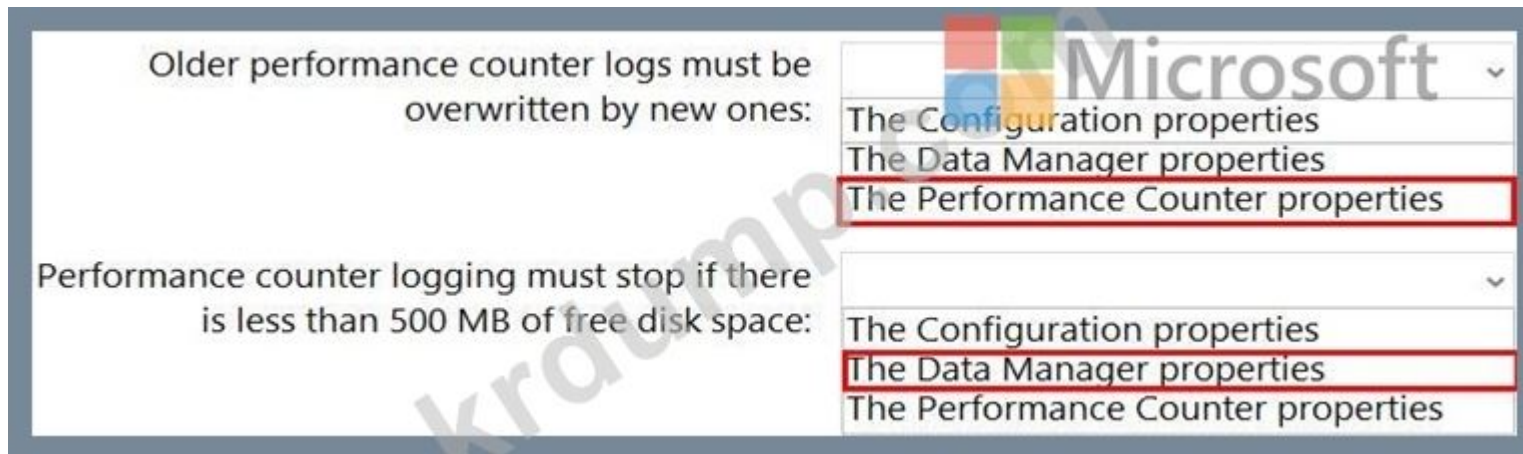 Older performance counter logs must be
overwritten by new ones:
Microsoft
The Configuration properties
The Data Manager properties
The Performance Counter properties
Performance counter logging must stop if there
is less than 500 MB of free disk space:
The Configuration properties
The Data Manager properties
The Performance Counter properties
krdump.com